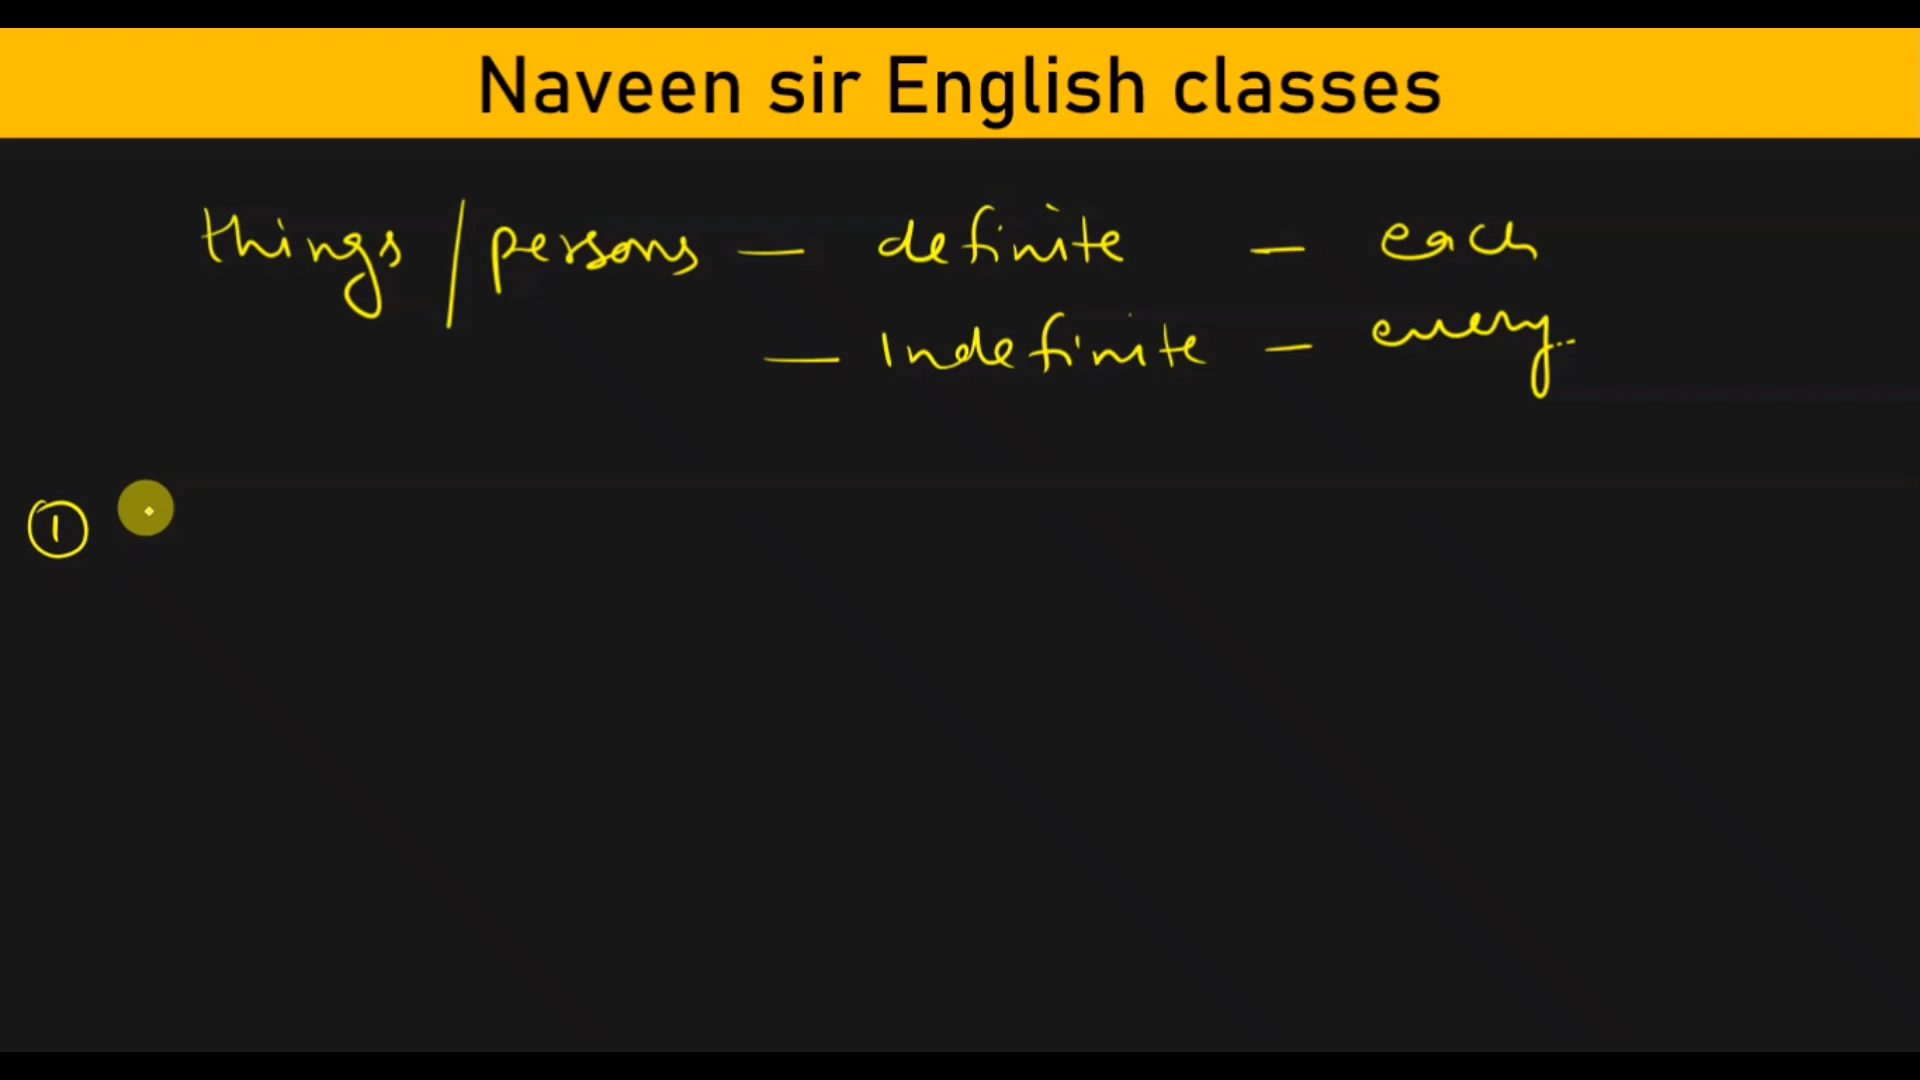 Naveen sir English classes
things / persons — definite — each
— Indefinite — every
①